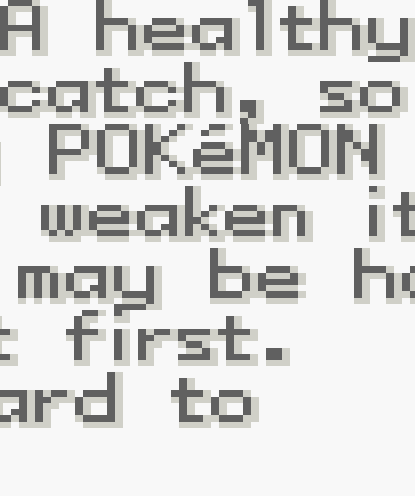 A healthy
catch, so
POKéMON
weaken it
may be ha
t first.
ard to